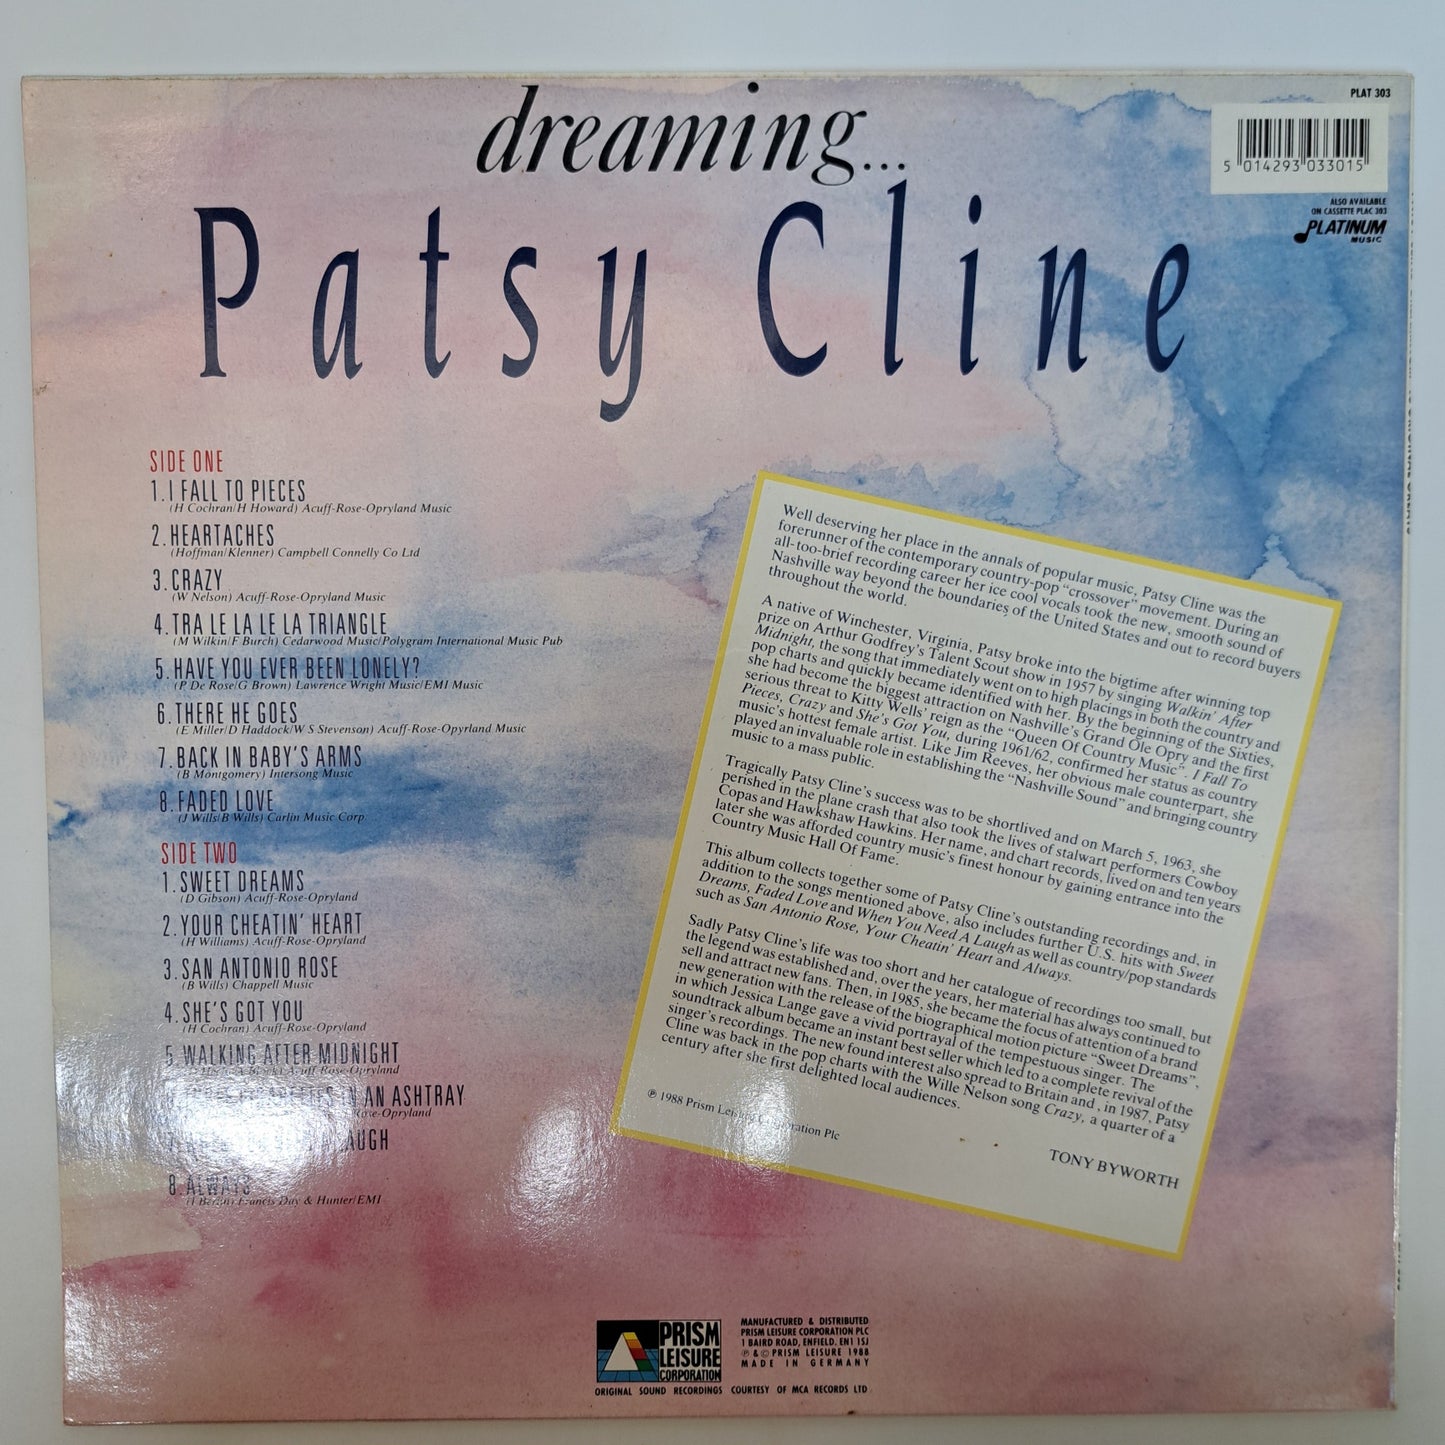 dreaming...
Patsy Cline
PLAT 303
5 014293 033015
ALSO AVAILABLE
ON CASSETTE PLAC 303
PLATINUM
MUSIC
SIDE ONE
1. I FALL TO PIECES
(H Cochran/H Howard) Acuff-Rose-Opryland Music
2. HEARTACHES
(Hoffman/Klenner) Campbell Connelly Co Ltd
3. CRAZY
(W Nelson) Acuff-Rose-Opryland Music
4. TRA LE LA LE LA TRIANGLE
(M Wilkin/F Burch) Cedarwood Music/Polygram International Music Pub
5. HAVE YOU EVER BEEN LONELY?
(P De Rose/G Brown) Lawrence Wright Music/EMI Music
6. THERE HE GOES
(E Miller/D Haddock/W S Stevenson) Acuff-Rose-Opryland Music
7. BACK IN BABY'S ARMS
(B Montgomery) Intersong Music
8. FADED LOVE
(J Wills/B Wills) Carlin Music Corp.
SIDE TWO
1. SWEET DREAMS
(D Gibson) Acuff-Rose-Opryland
2. YOUR CHEATIN' HEART
(H Williams) Acuff-Rose-Opryland
3. SAN ANTONIO ROSE
(B Wills) Chappell Music
4. SHE'S GOT YOU
(H Cochran) Acuff-Rose-Opryland
5. WALKING AFTER MIDNIGHT
Acuff-Rose-Opryland
IN AN ASHTRAY
Rose-Opryland
7. LAUGH
8. ALWAYS
(I Berlin) Francis Day & Hunter/EMI
Well deserving her place in the annals of popular music, Patsy Cline was the
forerunner of the contemporary country-pop "crossover" movement. During an
all-too-brief recording career her ice cool vocals took the new, smooth sound of
Nashville way beyond the boundaries of the United States and out to record buyers
throughout the world.
A native of Winchester, Virginia, Patsy broke into the bigtime after winning top
prize on Arthur Godfrey's Talent Scout show in 1957 by singing Walkin' After
Midnight, the song that immediately went on to high placings in both the country and
pop charts and quickly became identified with her. By the beginning of the Sixties,
she had become the biggest attraction on Nashville's Grand Ole Opry and the first
serious threat to Kitty Wells' reign as the "Queen Of Country Music". I Fall To
Pieces, Crazy and She's Got You, during 1961/62, confirmed her status as country
music's hottest female artist. Like Jim Reeves, her obvious male counterpart, she
played an invaluable role in establishing the "Nashville Sound" and bringing country
music to a mass public.
Tragically Patsy Cline's success was to be shortlived and on March 5, 1963, she
perished in the plane crash that also took the lives of stalwart performers Cowboy
Copas and Hawkshaw Hawkins. Her name, and chart records, lived on and ten years
later she was afforded country music's finest honour by gaining entrance into the
Country Music Hall Of Fame.
This album collects together some of Patsy Cline's outstanding recordings and, in
addition to the songs mentioned above, also includes further U.S. hits with Sweet
Dreams, Faded Love and When You Need A Laugh as well as country/pop standards
such as San Antonio Rose, Your Cheatin' Heart and Always.
Sadly Patsy Cline's life was too short and her catalogue of recordings too small, but
the legend was established and, over the years, her material has always continued to
sell and attract new fans. Then, in 1985, she became the focus of attention of a brand
new generation with the release of the biographical motion picture "Sweet Dreams",
in which Jessica Lange gave a vivid portrayal of the tempestuous singer. The
soundtrack album became an instant best seller which led to a complete revival of the
singer's recordings. The new found interest also spread to Britain and , in 1987, Patsy
Cline was back in the pop charts with the Wille Nelson song Crazy, a quarter of a
century after she first delighted local audiences.
℗ 1988 Prism Leisure Corporation Plc
TONY BYWORTH
PRISM
LEISURE
CORPORATION
MANUFACTURED & DISTRIBUTED
PRISM LEISURE CORPORATION PLC
1 BAIRD ROAD, ENFIELD. EN1 1SJ
℗ & © PRISM LEISURE 1988
MADE IN GERMANY
ORIGINAL SOUND RECORDINGS COURTESY OF MCA RECORDS LTD